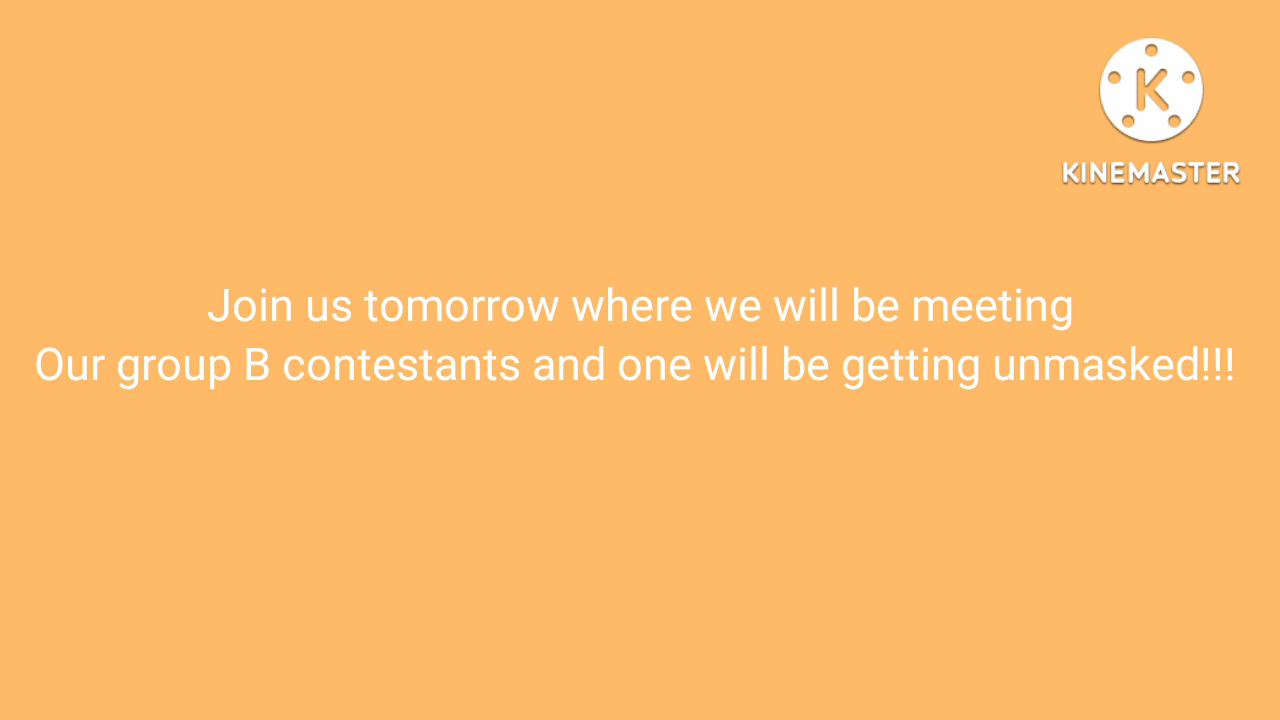 K
KINEMASTER
Join us tomorrow where we will be meeting
Our group B contestants and one will be getting unmasked!!!